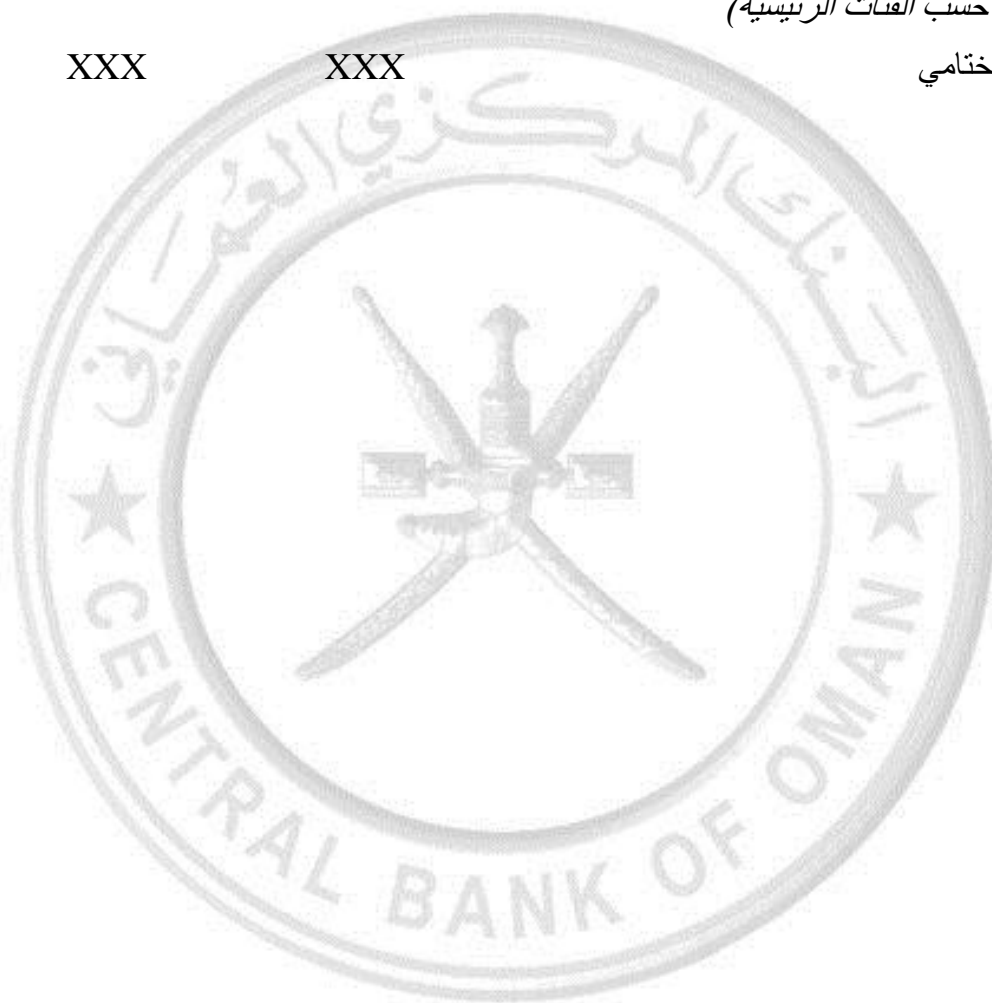 حسب الفئات الرئيسية)
ختامي XXX XXX
البنك المركزي العماني
CENTRAL BANK OF OMAN